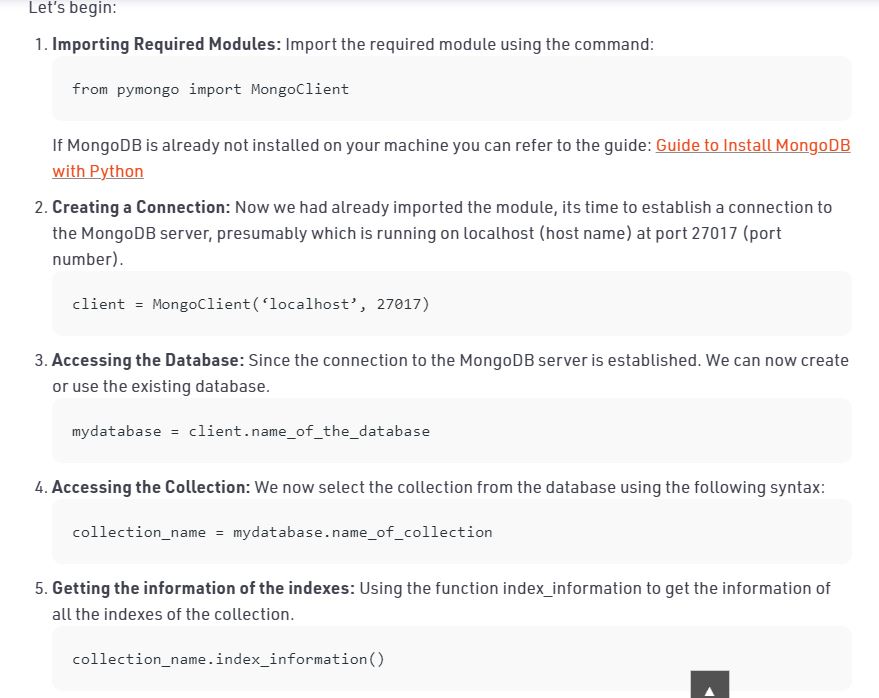 Let's begin:
1. Importing Required Modules: Import the required module using the command:
from pymongo import MongoClient
If MongoDB is already not installed on your machine you can refer to the guide: Guide to Install MongoDB
with Python
2. Creating a Connection: Now we had already imported the module, its time to establish a connection to
the MongoDB server, presumably which is running on localhost (host name) at port 27017 (port
number).
client = MongoClient(‘localhost’, 27017)
3. Accessing the Database: Since the connection to the MongoDB server is established. We can now create
or use the existing database.
mydatabase = client.name_of_the_database
4. Accessing the Collection: We now select the collection from the database using the following syntax:
collection_name = mydatabase.name_of_collection
5. Getting the information of the indexes: Using the function index_information to get the information of
all the indexes of the collection.
collection_name.index_information()